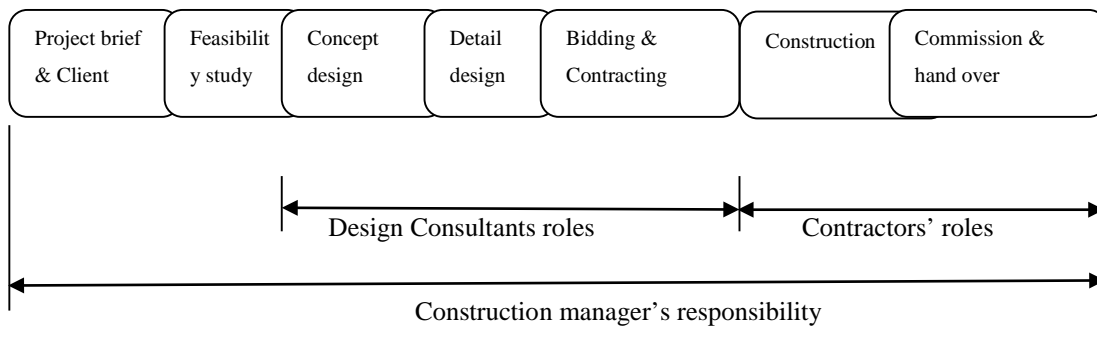 Project brief
& Client
Feasibilit
y study
Concept
design
Detail
design
Bidding &
Contracting
Construction
Commission &
hand over
Design Consultants roles
Contractors’ roles
Construction manager’s responsibility